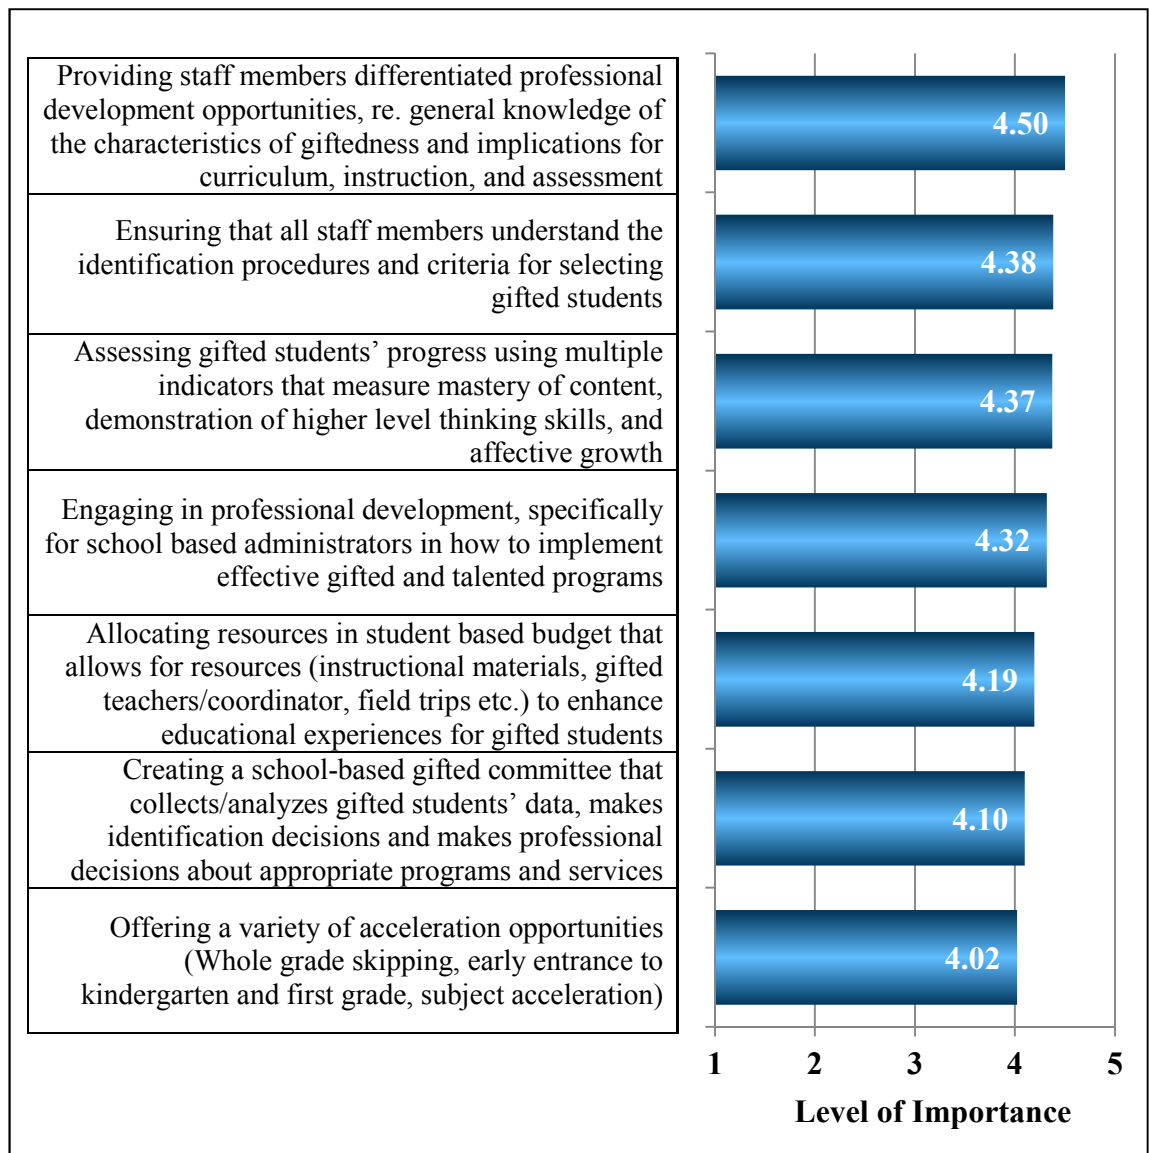 Providing staff members differentiated professional
development opportunities, re. general knowledge of
the characteristics of giftedness and implications for
curriculum, instruction, and assessment
4.50
Ensuring that all staff members understand the
identification procedures and criteria for selecting
gifted students
4.38
Assessing gifted students’ progress using multiple
indicators that measure mastery of content,
demonstration of higher level thinking skills, and
affective growth
4.37
Engaging in professional development, specifically
for school based administrators in how to implement
effective gifted and talented programs
4.32
Allocating resources in student based budget that
allows for resources (instructional materials, gifted
teachers/coordinator, field trips etc.) to enhance
educational experiences for gifted students
4.19
Creating a school-based gifted committee that
collects/analyzes gifted students’ data, makes
identification decisions and makes professional
decisions about appropriate programs and services
4.10
Offering a variety of acceleration opportunities
(Whole grade skipping, early entrance to
kindergarten and first grade, subject acceleration)
4.02
1 2 3 4 5
Level of Importance